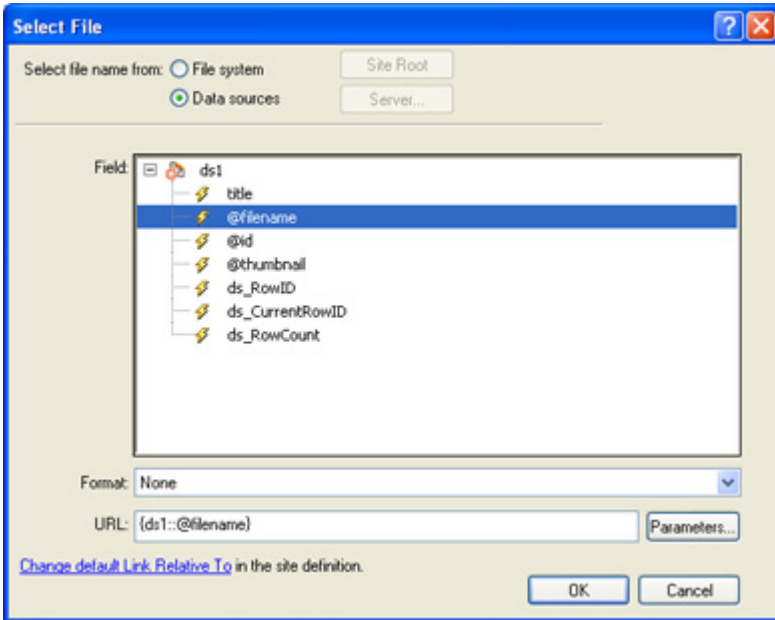 Select File
Select file name from: File system
Site Root
Data sources
Server...
Field:
ds1
title
@filename
@id
@thumbnail
ds_RowID
ds_CurrentRowID
ds_RowCount
Format: None
URL: {ds1::@filename}
Parameters...
Change default Link Relative To in the site definition.
OK
Cancel